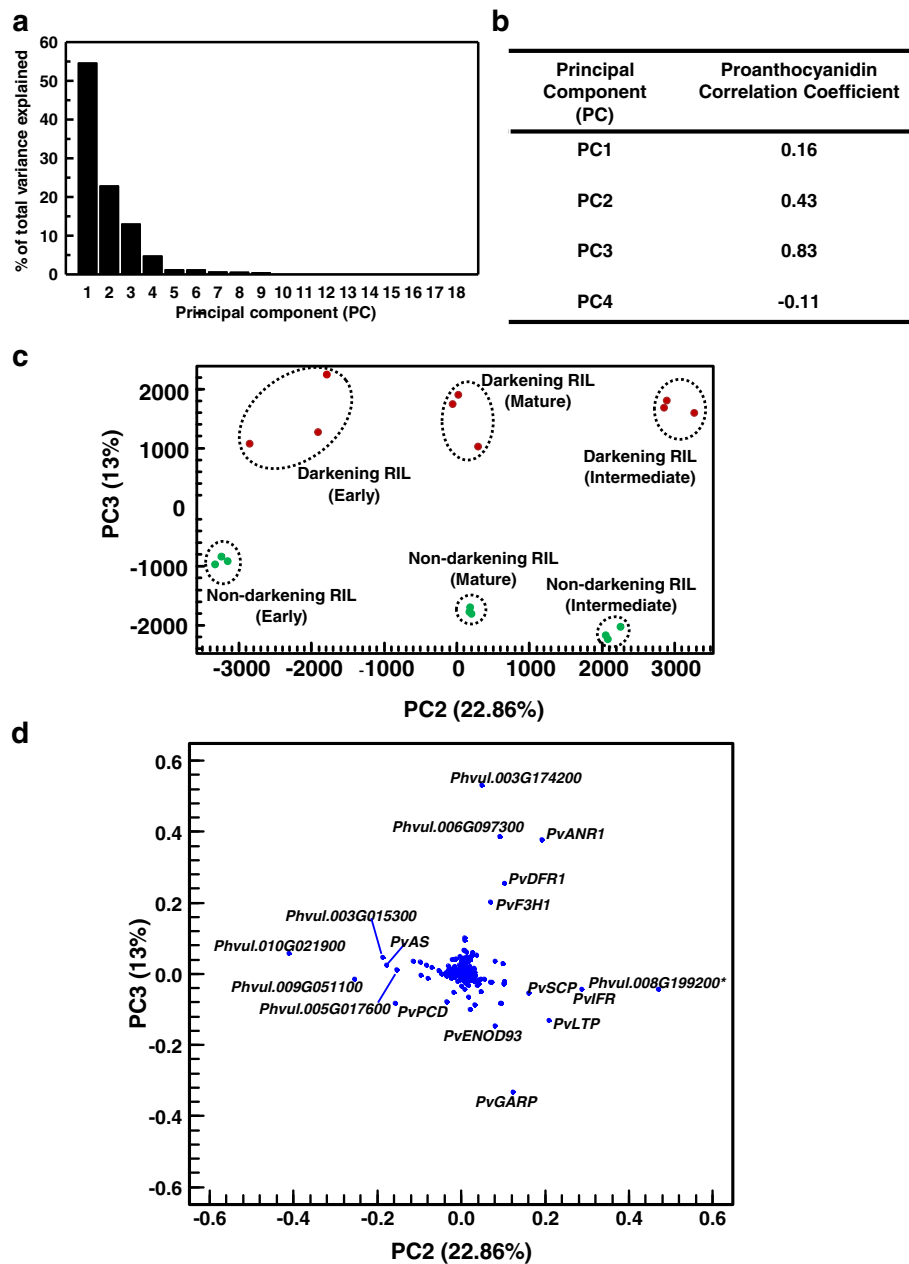 a
60
50
40
30
20
10
0
% of total variance explained
1 2 3 4 5 6 7 8 9 10 11 12 13 14 15 16 17 18
Principal component (PC)
b
Principal Component (PC)
Proanthocyanidin Correlation Coefficient
PC1 0.16
PC2 0.43
PC3 0.83
PC4 -0.11
c
2000
1000
0
-1000
-2000
PC3 (13%)
Darkening RIL
(Early)
Darkening RIL
(Mature)
Darkening RIL
(Intermediate)
Non-darkening RIL
(Early)
Non-darkening RIL
(Mature)
Non-darkening RIL
(Intermediate)
-3000 -2000 -1000 0 1000 2000 3000
PC2 (22.86%)
d
0.6
0.4
0.2
0.0
-0.2
-0.4
-0.6
PC3 (13%)
Phvul.003G174200
Phvul.006G097300
PvANR1
PvDFR1
PvF3H1
Phvul.003G015300
Phvul.010G021900
PvAS
Phvul.009G051100
Phvul.005G017600
PvPCD
PvSCP
Phvul.008G199200*
PvIFR
PvLTP
PvENOD93
PvGARP
-0.6 -0.4 -0.2 0.0 0.2 0.4 0.6
PC2 (22.86%)